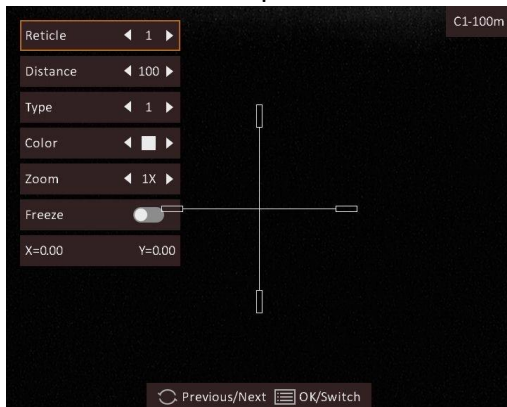 C1-100m
Reticle 1
Distance 100
Type 1
Color
Zoom 1X
Freeze
X=0.00 Y=0.00
Previous/Next OK/Switch